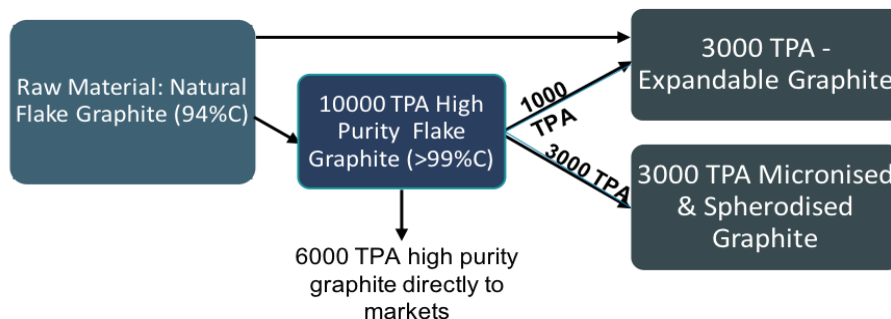 Raw Material: Natural
Flake Graphite (94%C)
10000 TPA High
Purity Flake
Graphite (>99%C)
1000
TPA
3000 TPA
3000 TPA -
Expandable Graphite
3000 TPA Micronised
& Spherodised
Graphite
6000 TPA high purity
graphite directly to
markets